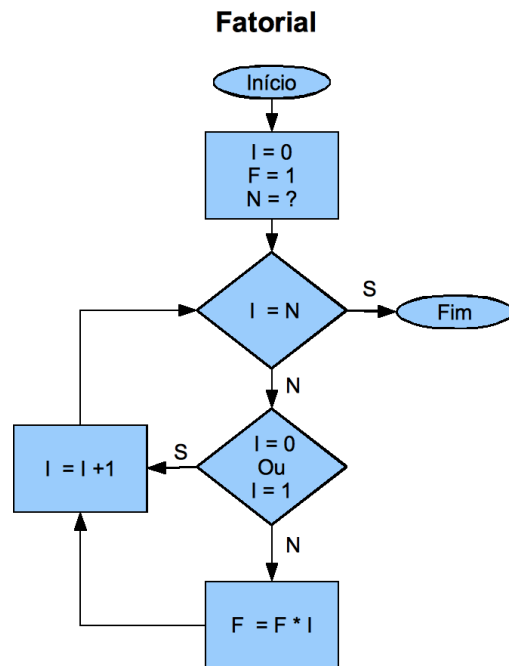 Fatorial
Início
I = 0
F = 1
N = ?
I = N
S
Fim
N
I = 0
Ou
I = 1
S
I = I +1
N
F = F * I